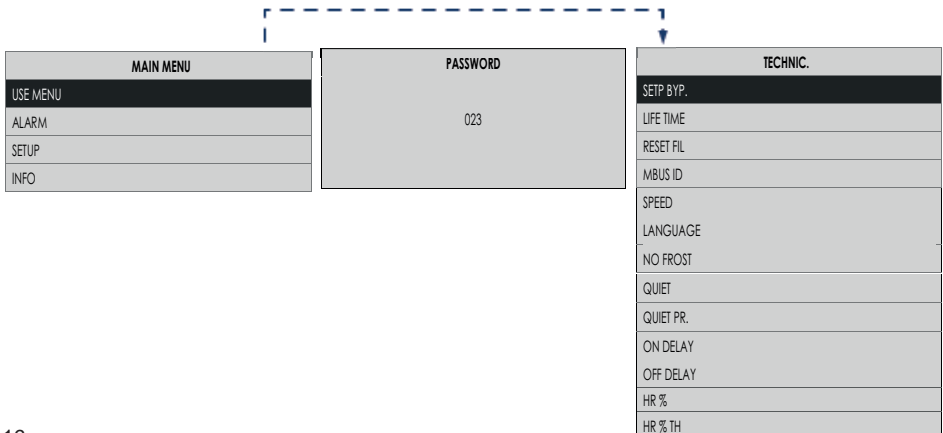 MAIN MENU
USE MENU
ALARM
SETUP
INFO
PASSWORD
023
TECHNIC.
SETP BYP.
LIFE TIME
RESET FIL
MBUS ID
SPEED
LANGUAGE
NO FROST
QUIET
QUIET PR.
ON DELAY
OFF DELAY
HR %
HR % TH